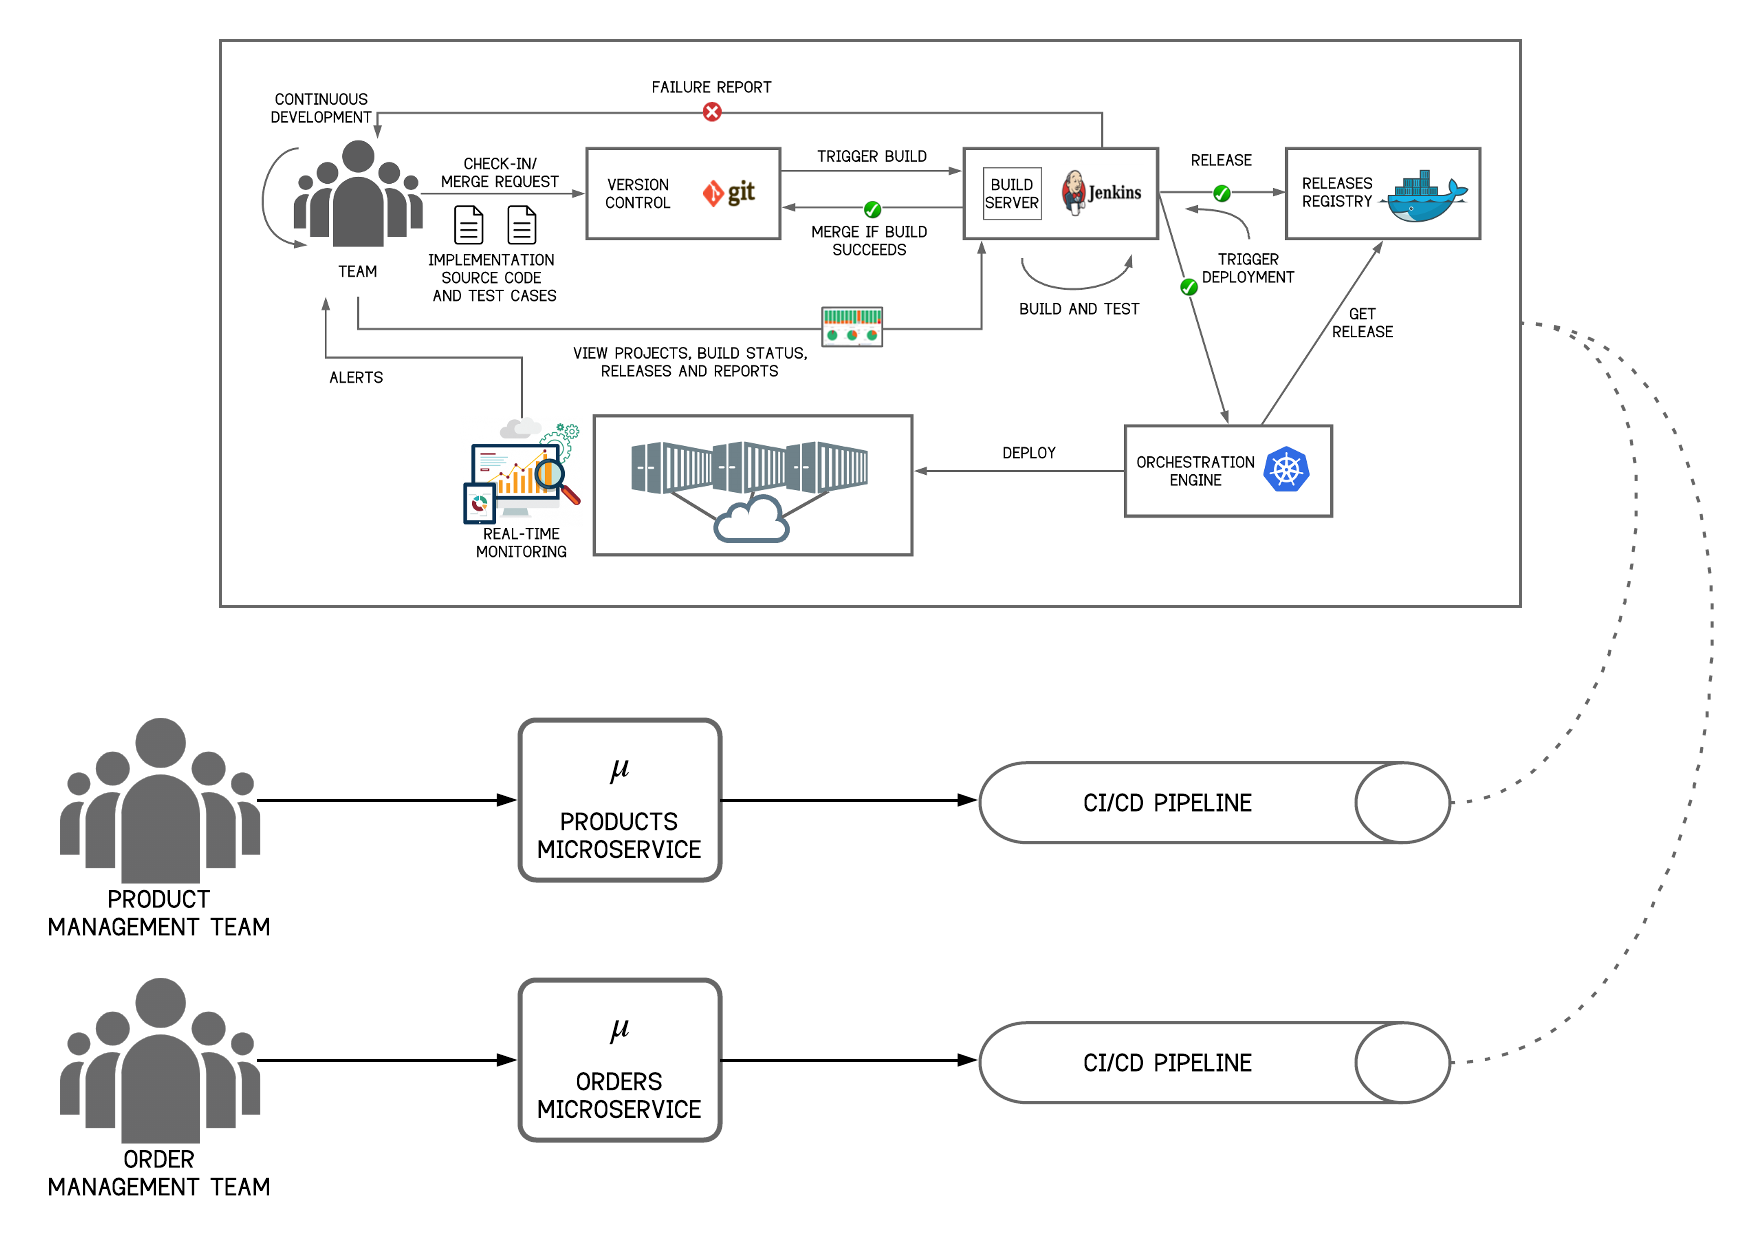 FAILURE REPORT
CONTINUOUS
DEVELOPMENT
CHECK-IN/
MERGE REQUEST
TRIGGER BUILD
RELEASE
VERSION
CONTROL
git
BUILD
SERVER
Jenkins
RELEASES
REGISTRY
MERGE IF BUILD
SUCCEEDS
TEAM
IMPLEMENTATION
SOURCE CODE
AND TEST CASES
TRIGGER
DEPLOYMENT
BUILD AND TEST
GET
RELEASE
VIEW PROJECTS, BUILD STATUS,
RELEASES AND REPORTS
ALERTS
DEPLOY
ORCHESTRATION
ENGINE
REAL-TIME
MONITORING
μ
PRODUCTS
MICROSERVICE
CI/CD PIPELINE
PRODUCT
MANAGEMENT TEAM
μ
ORDERS
MICROSERVICE
CI/CD PIPELINE
ORDER
MANAGEMENT TEAM